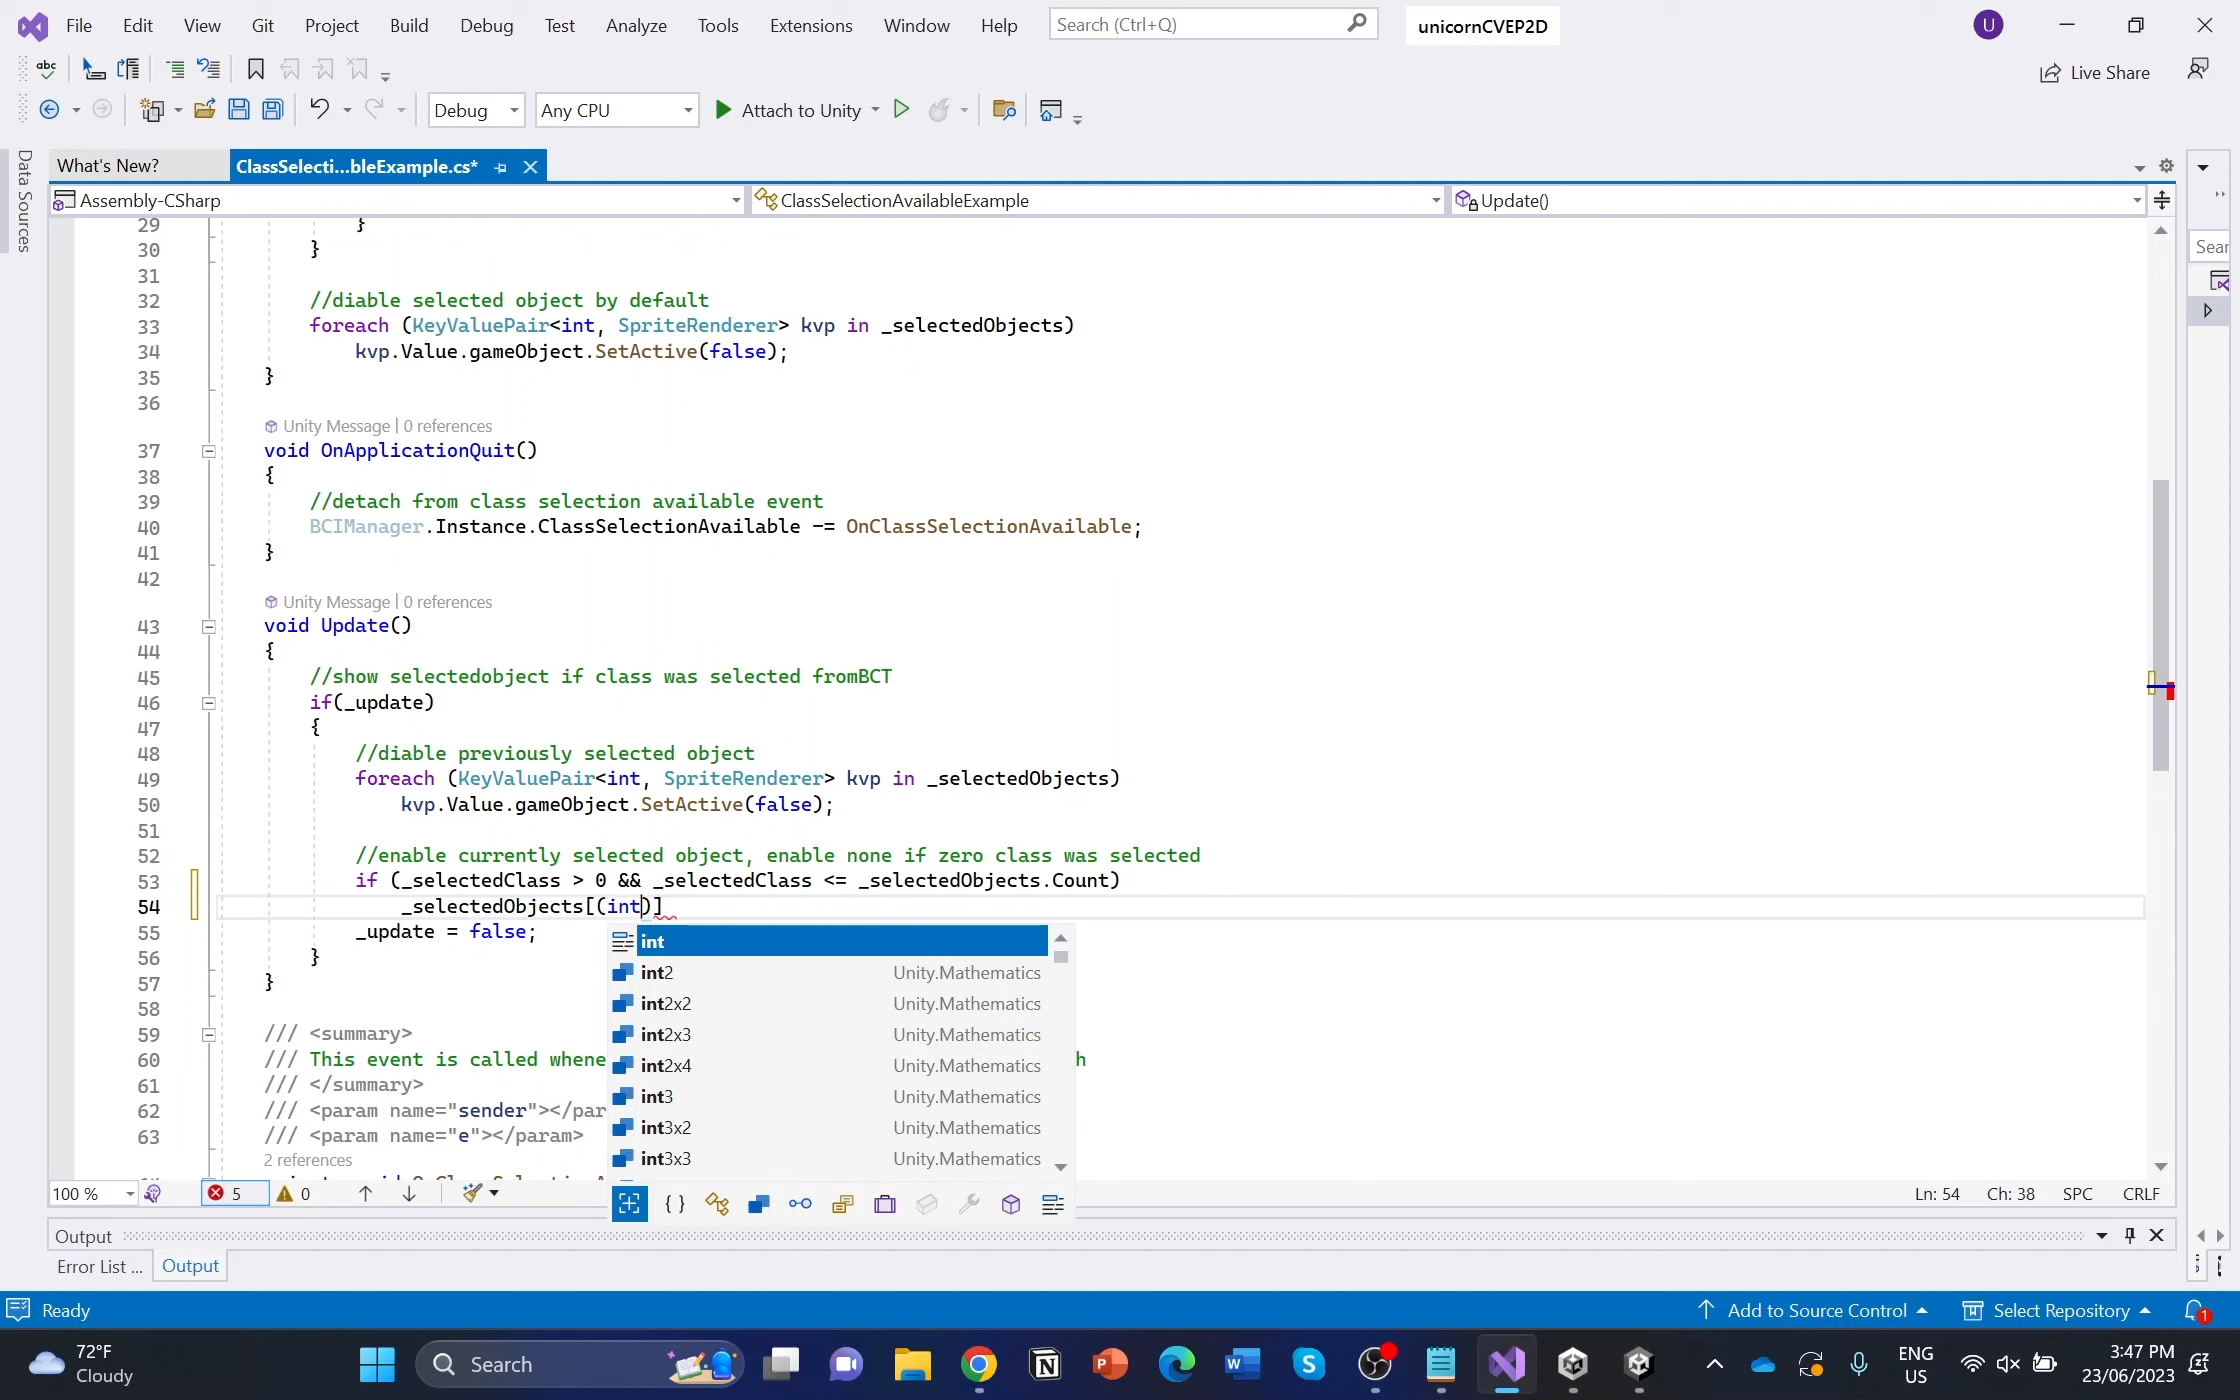 File Edit View Git Project Build Debug Test Analyze Tools Extensions Window Help Search (Ctrl+Q) unicornCVEP2D U
abc Live Share
Debug Any CPU Attach to Unity
Data Sources
What's New? ClassSelecti...bleExample.cs*
Assembly-CSharp ClassSelectionAvailableExample Update()
29 }
30 }
31
32 //diable selected object by default
33 foreach (KeyValuePair<int, SpriteRenderer> kvp in _selectedObjects)
34 kvp.Value.gameObject.SetActive(false);
35 }
36
Unity Message | 0 references
37 void OnApplicationQuit()
38 {
39 //detach from class selection available event
40 BCIManager.Instance.ClassSelectionAvailable -= OnClassSelectionAvailable;
41 }
42
Unity Message | 0 references
43 void Update()
44 {
45 //show selectedobject if class was selected fromBCT
46 if(_update)
47 {
48 //diable previously selected object
49 foreach (KeyValuePair<int, SpriteRenderer> kvp in _selectedObjects)
50 kvp.Value.gameObject.SetActive(false);
51
52 //enable currently selected object, enable none if zero class was selected
53 if (_selectedClass > 0 && _selectedClass <= _selectedObjects.Count)
54 _selectedObjects[(int)]
55 _update = false;
56 }
57 }
58
59 /// <summary>
60 /// This event is called whene h
61 /// </summary>
62 /// <param name="sender"></par
63 /// <param name="e"></param>
2 references
int
int2 Unity.Mathematics
int2x2 Unity.Mathematics
int2x3 Unity.Mathematics
int2x4 Unity.Mathematics
int3 Unity.Mathematics
int3x2 Unity.Mathematics
int3x3 Unity.Mathematics
Sear
100 % 5 0 Ln: 54 Ch: 38 SPC CRLF
Output
Error List ... Output
Ready Add to Source Control Select Repository 1
72°F
Cloudy
Search
ENG
US
3:47 PM
23/06/2023